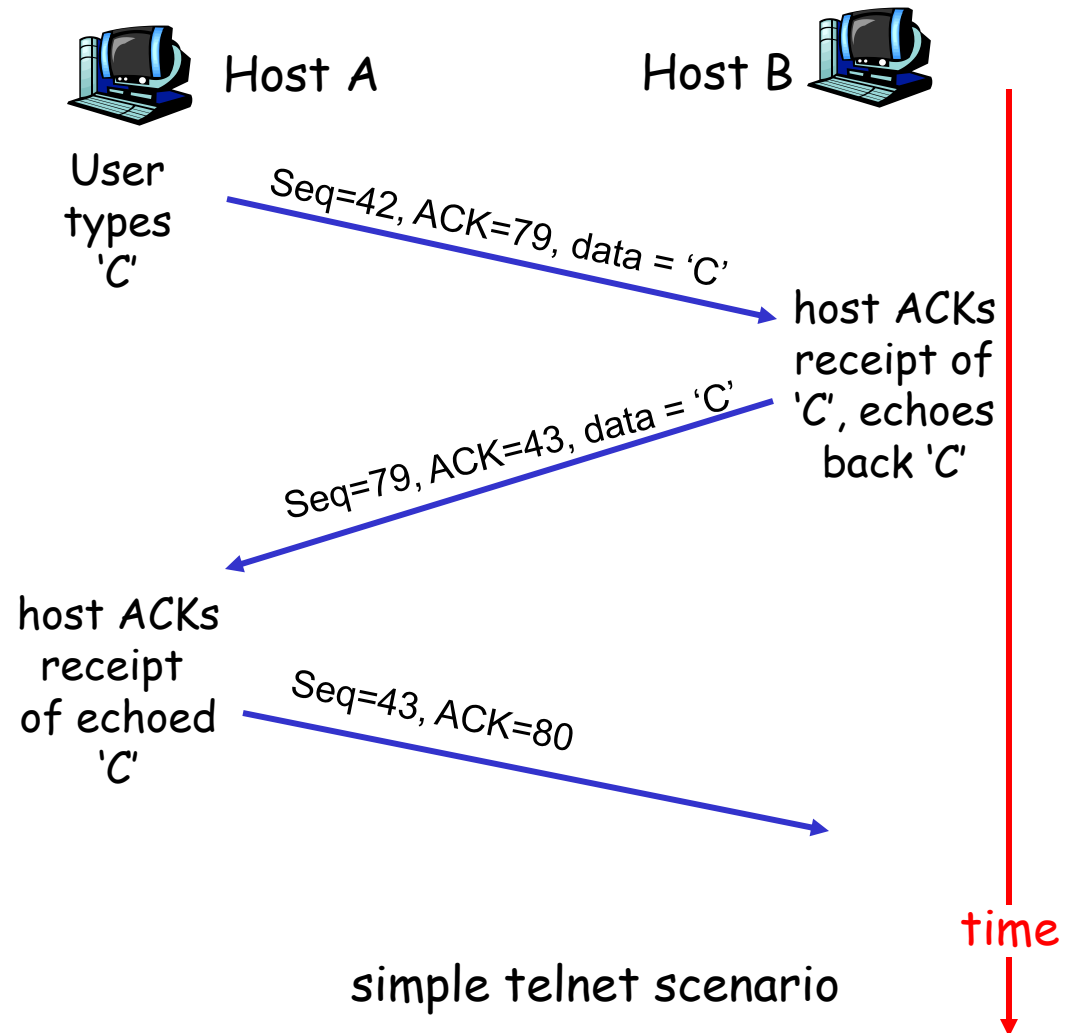 Host A
Host B
User
types
‘C’
Seq=42, ACK=79, data = ‘C’
host ACKs
receipt of
‘C’, echoes
back ‘C’
Seq=79, ACK=43, data = ‘C’
host ACKs
receipt
of echoed
‘C’
Seq=43, ACK=80
time
simple telnet scenario